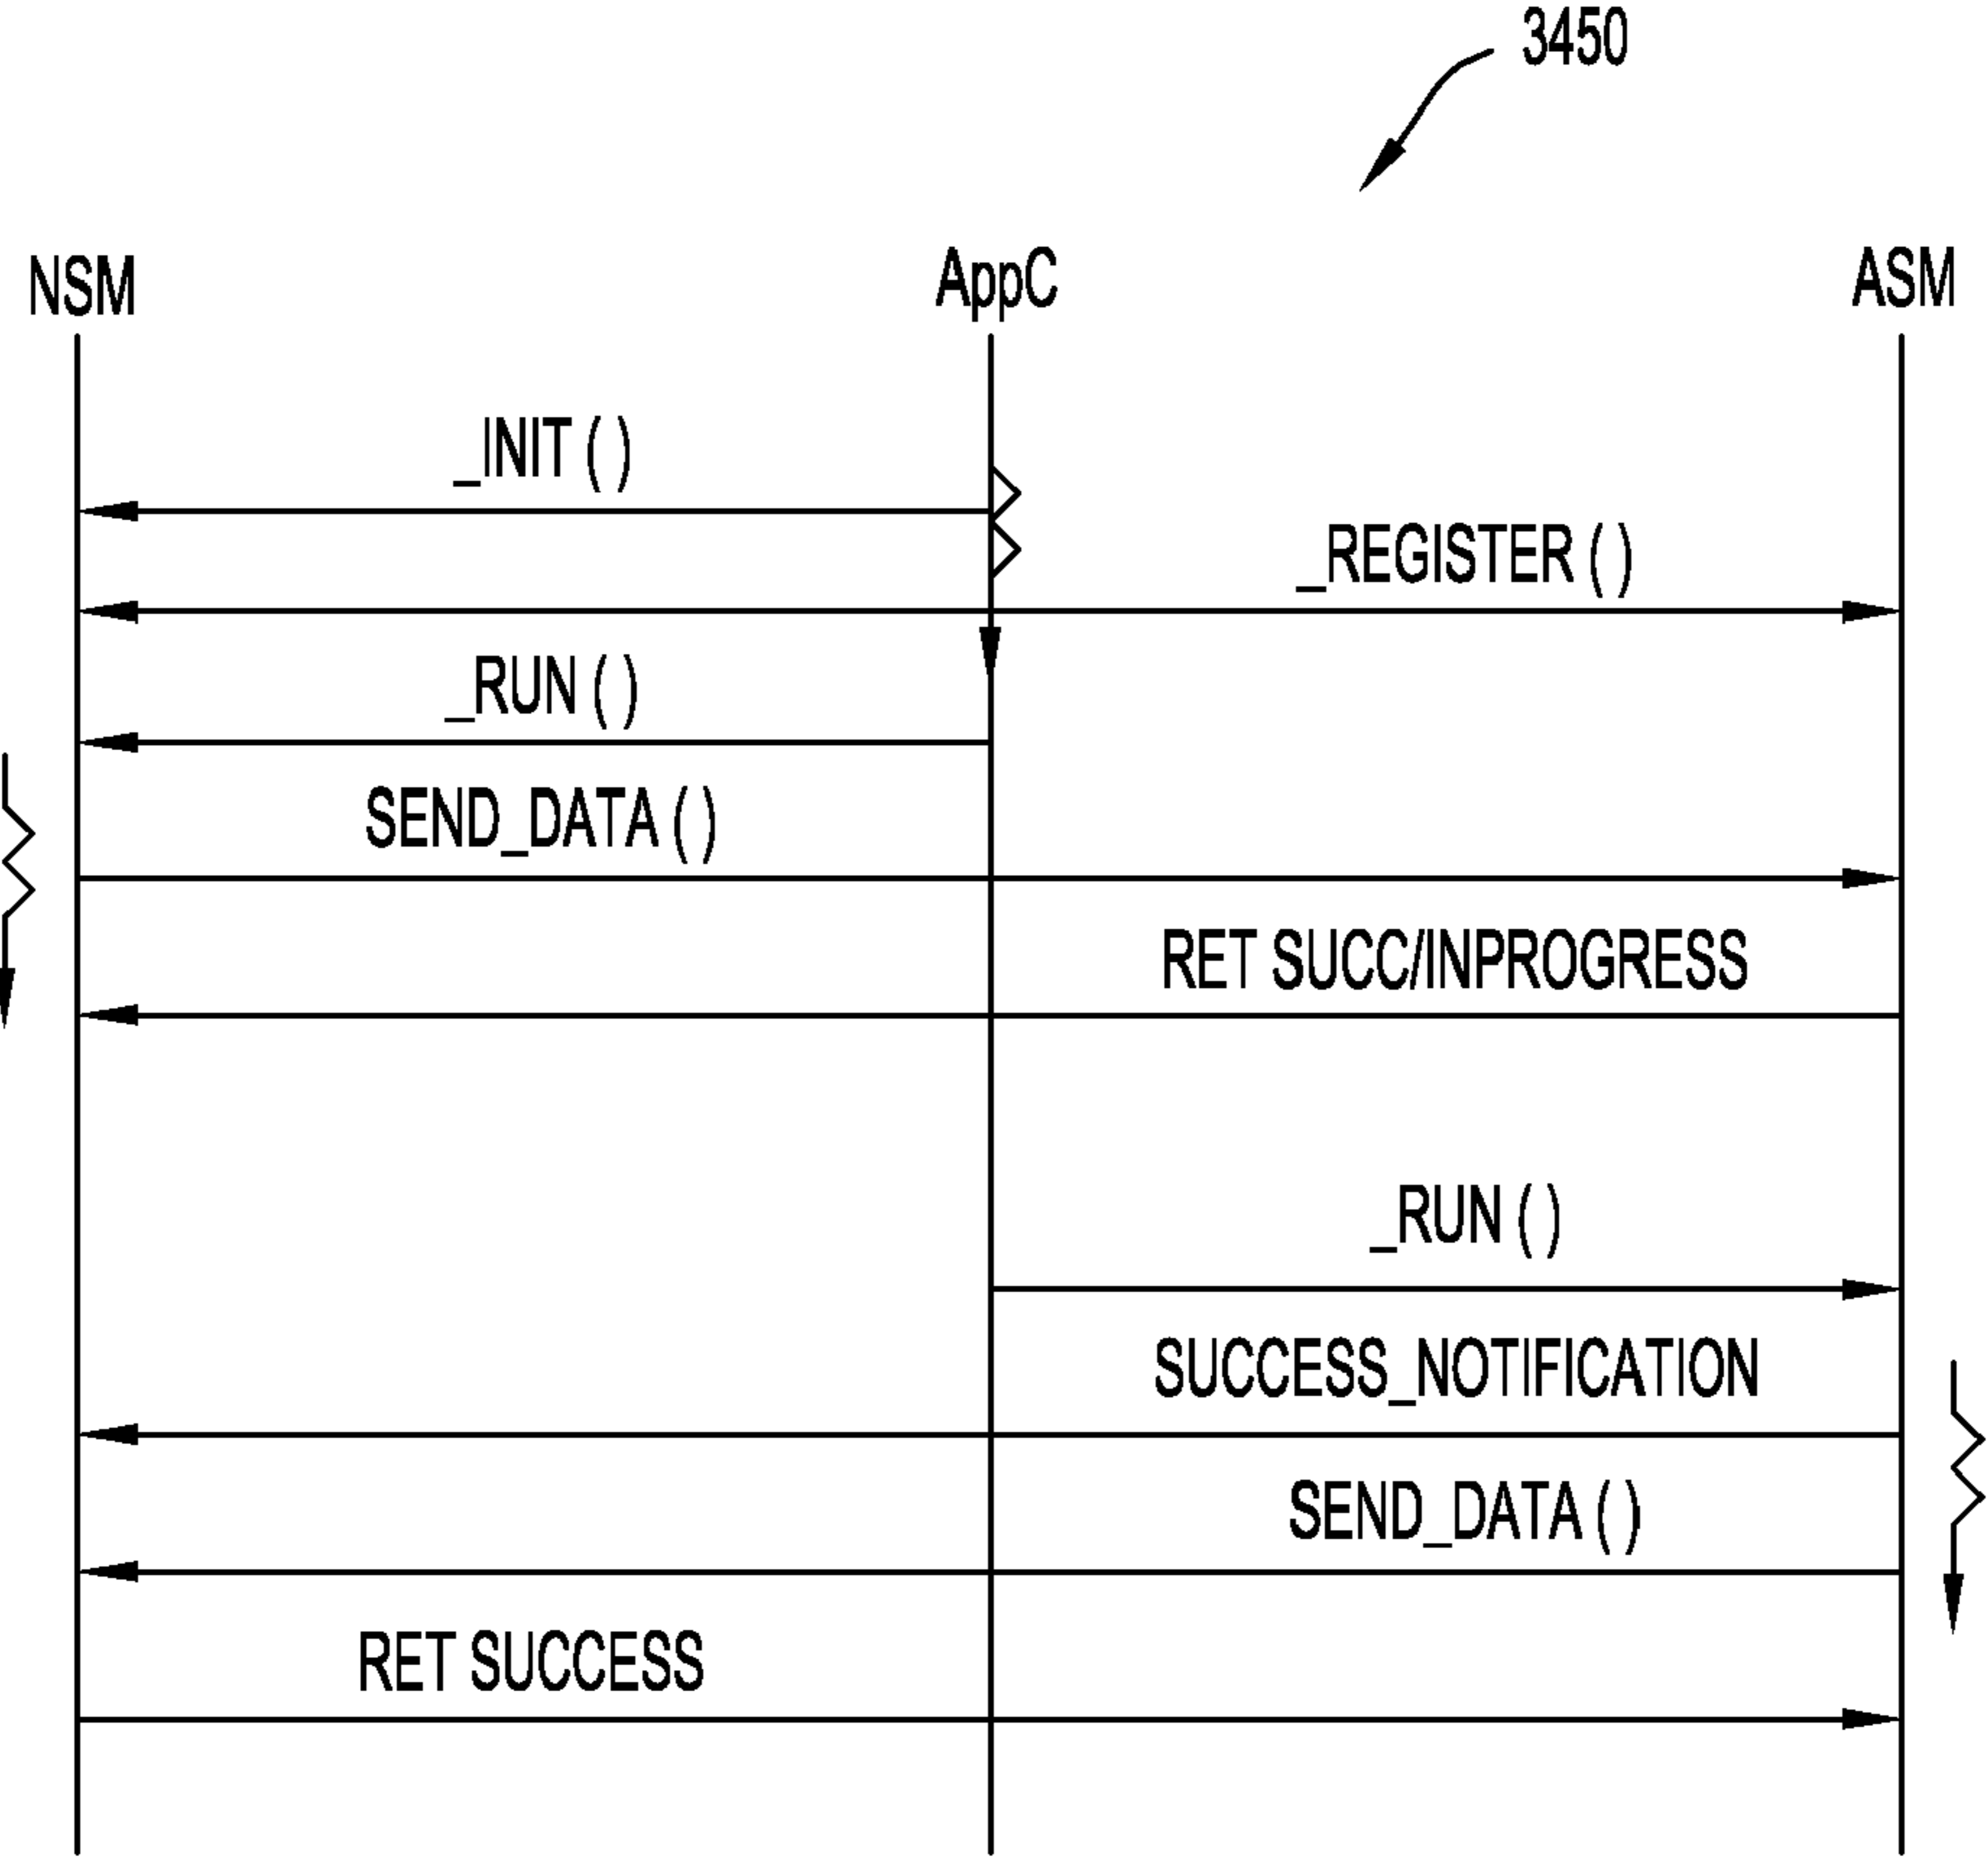 3450
NSM
AppC
ASM
_INIT ( )
_REGISTER ( )
_RUN ( )
SEND_DATA ( )
RET SUCC/INPROGRESS
_RUN ( )
SUCCESS_NOTIFICATION
SEND_DATA ( )
RET SUCCESS